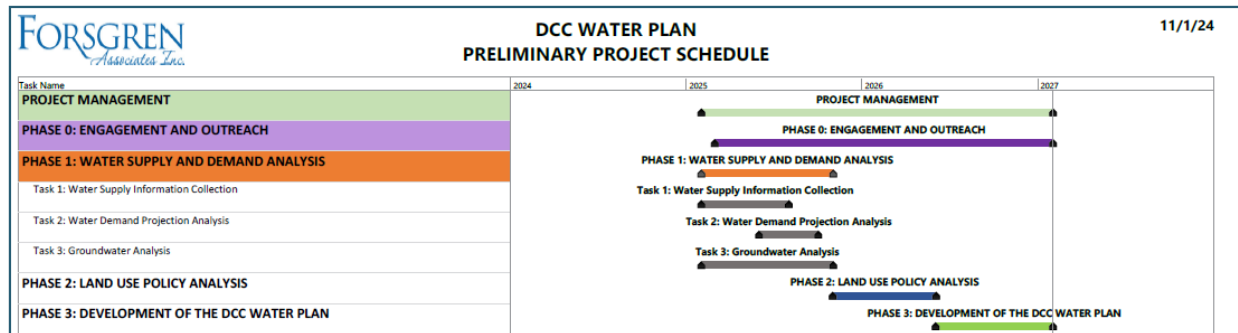 FORSGREN
Associates Inc.
DCC WATER PLAN
PRELIMINARY PROJECT SCHEDULE
11/1/24
Task Name 2024 2025 2026 2027
PROJECT MANAGEMENT PROJECT MANAGEMENT
PHASE 0: ENGAGEMENT AND OUTREACH PHASE 0: ENGAGEMENT AND OUTREACH
PHASE 1: WATER SUPPLY AND DEMAND ANALYSIS PHASE 1: WATER SUPPLY AND DEMAND ANALYSIS
Task 1: Water Supply Information Collection Task 1: Water Supply Information Collection
Task 2: Water Demand Projection Analysis Task 2: Water Demand Projection Analysis
Task 3: Groundwater Analysis Task 3: Groundwater Analysis
PHASE 2: LAND USE POLICY ANALYSIS PHASE 2: LAND USE POLICY ANALYSIS
PHASE 3: DEVELOPMENT OF THE DCC WATER PLAN PHASE 3: DEVELOPMENT OF THE DCC WATER PLAN